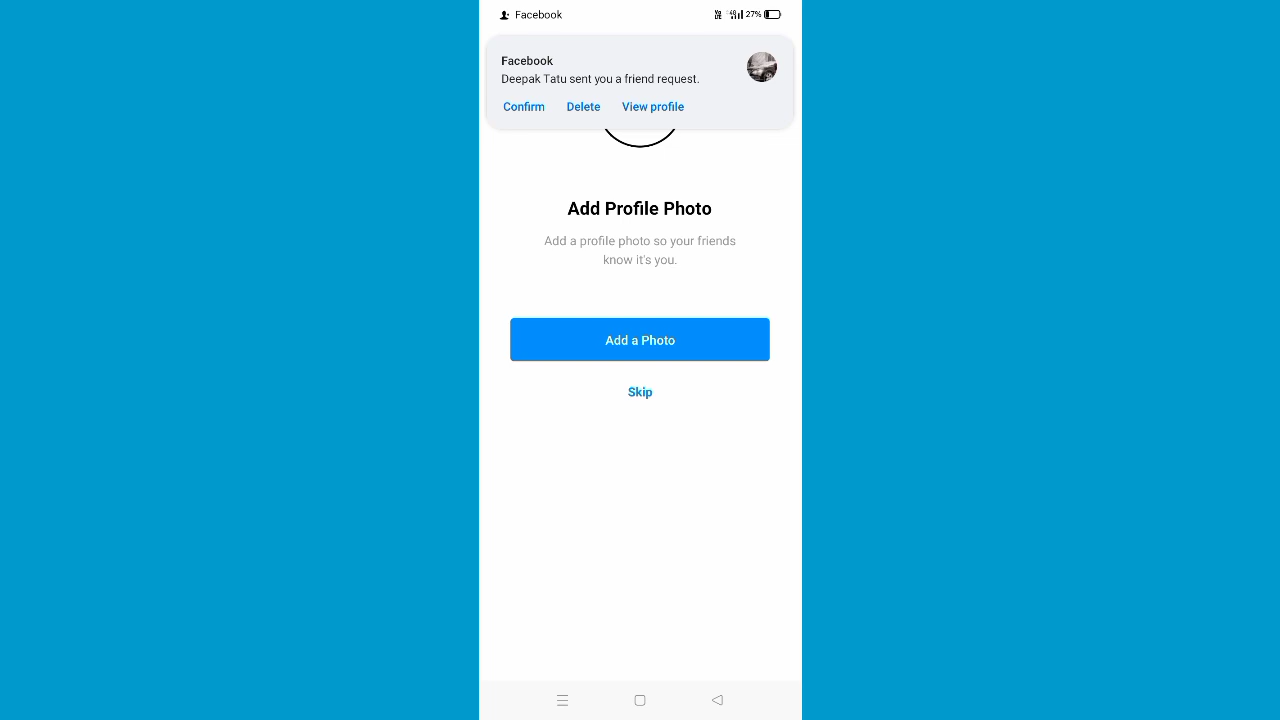 Facebook
27%
Facebook
Deepak Tatu sent you a friend request.
Confirm Delete View profile
Add Profile Photo
Add a profile photo so your friends
know it's you.
Add a Photo
Skip